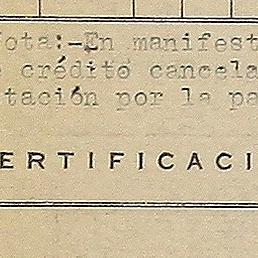 Nota:-En manifest
crédito cancela
tación por la pa
ERTIFICACI